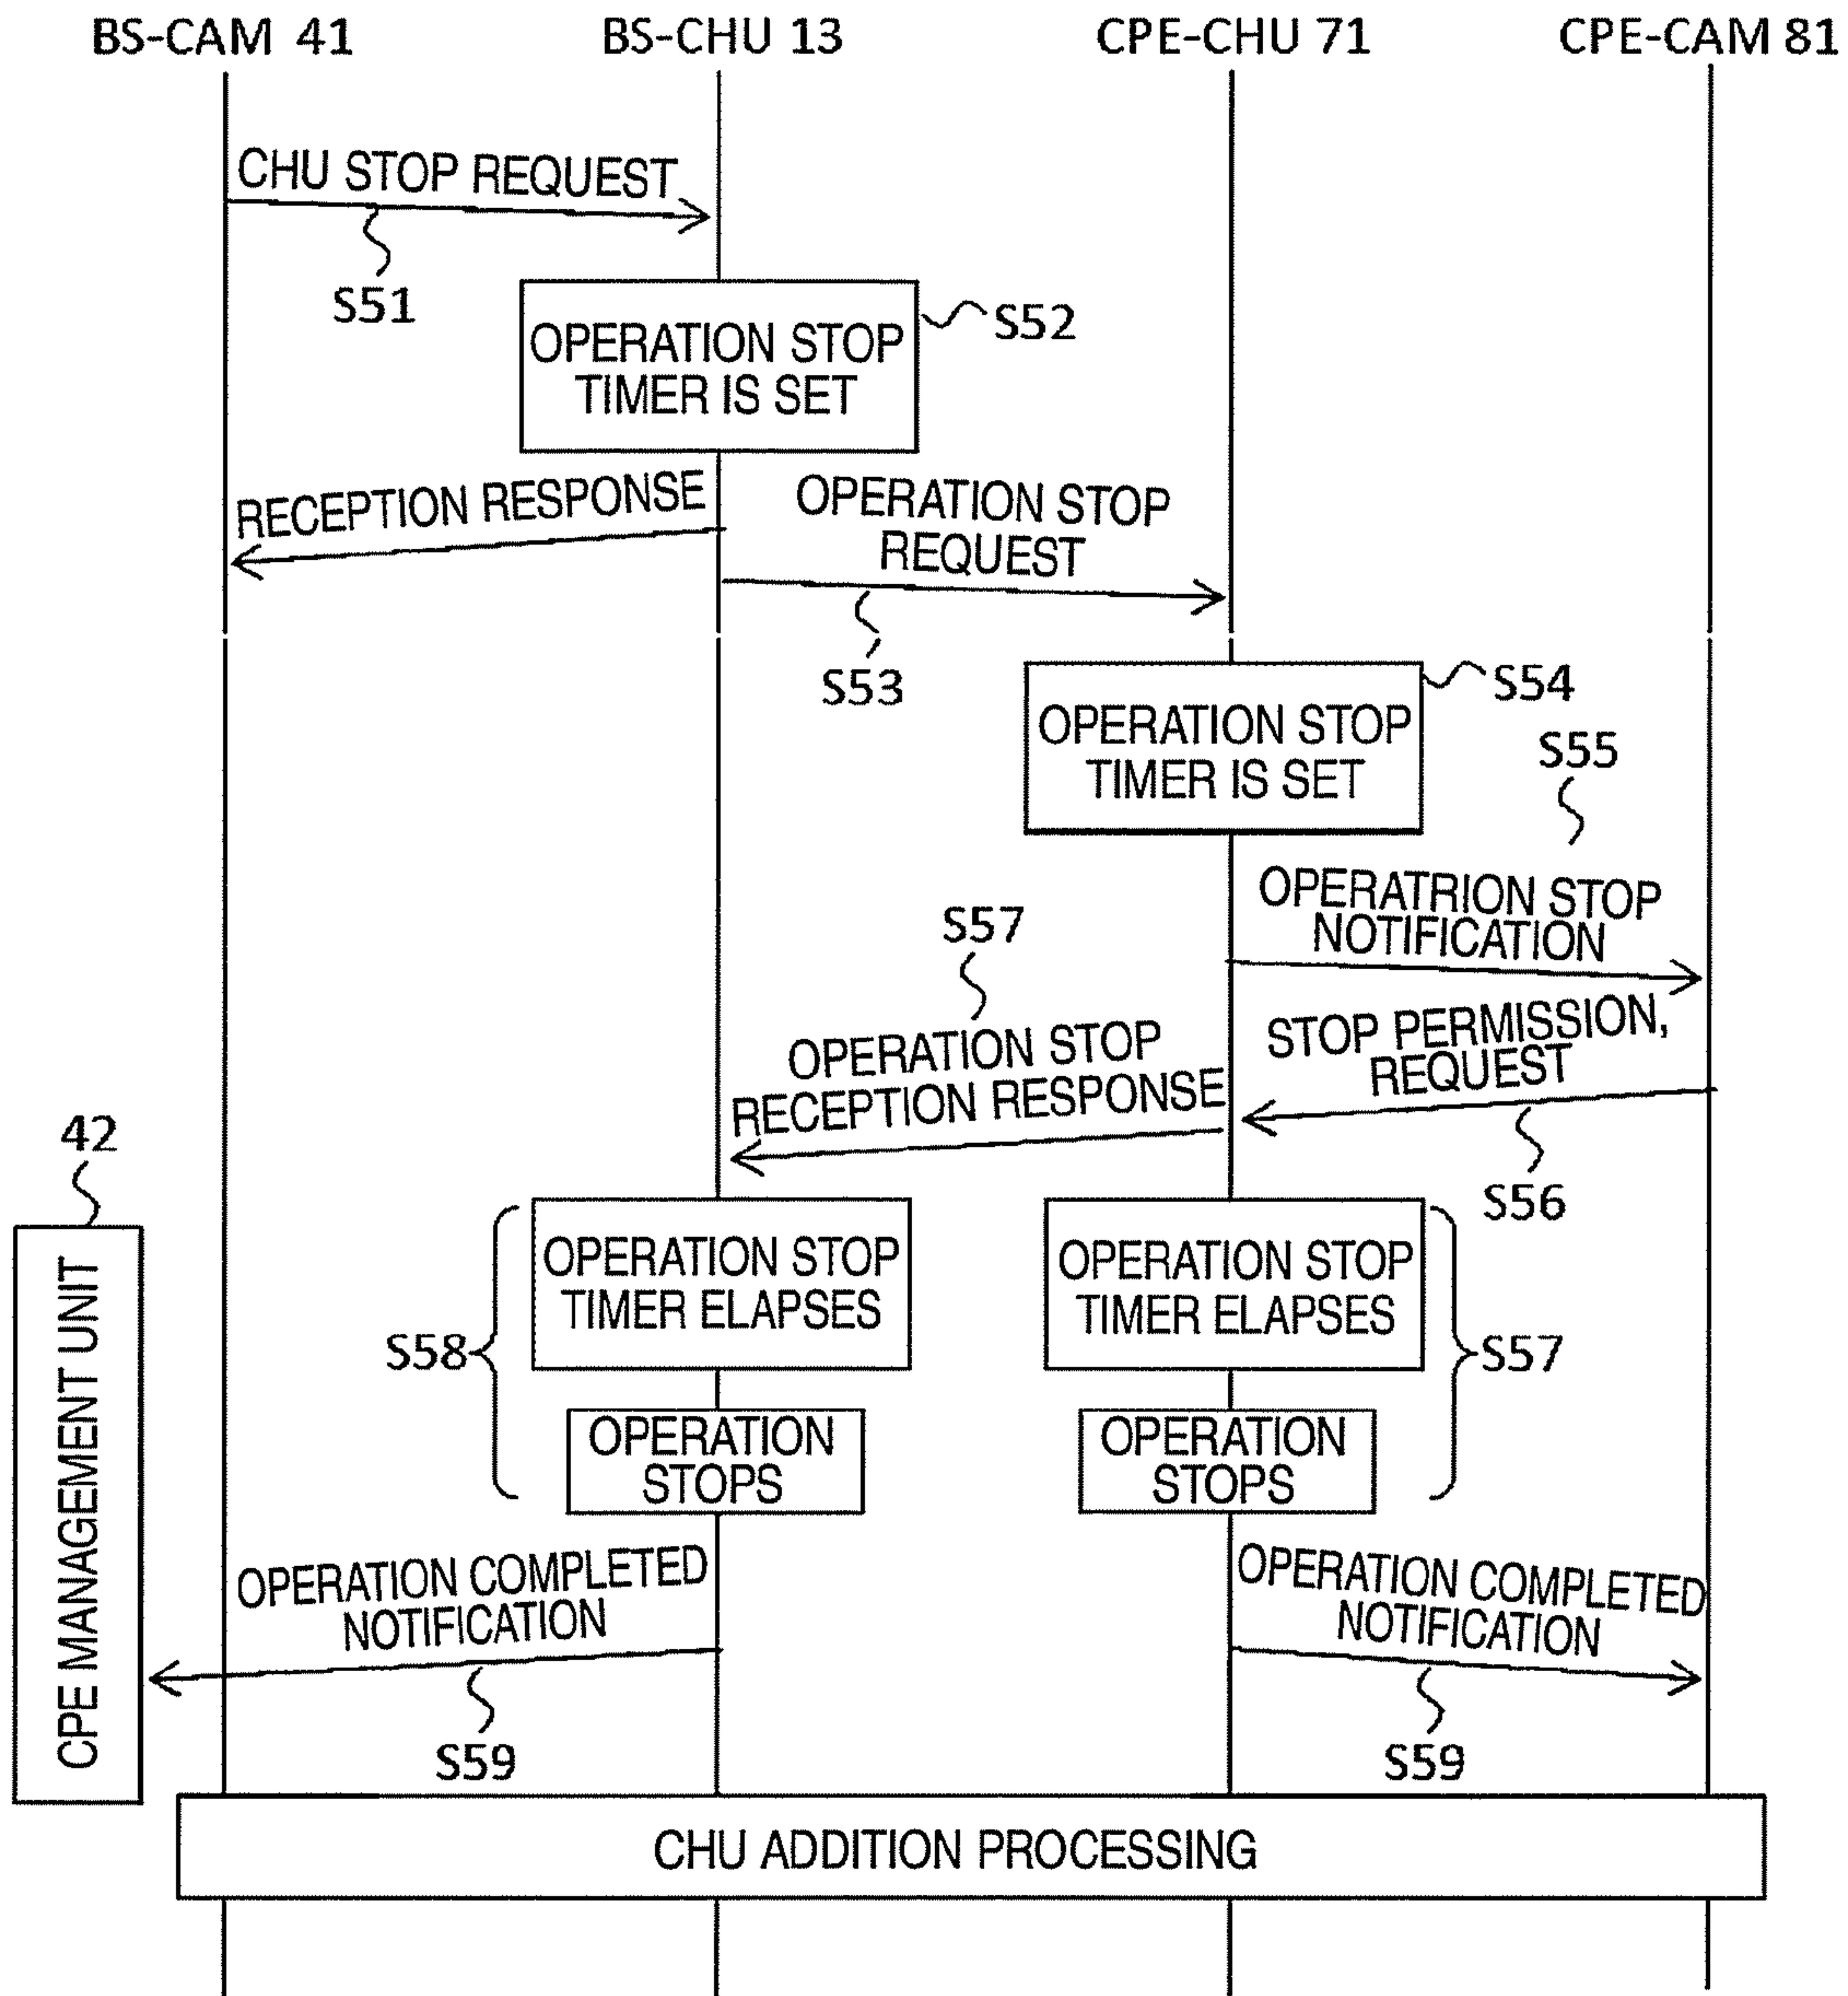 BS-CAM 41
BS-CHU 13
CPE-CHU 71
CPE-CAM 81
CHU STOP REQUEST
S51
OPERATION STOP
TIMER IS SET
S52
RECEPTION RESPONSE
OPERATION STOP
REQUEST
S53
OPERATION STOP
TIMER IS SET
S54
S55
OPERATRION STOP
NOTIFICATION
S57
OPERATION STOP
RECEPTION RESPONSE
STOP PERMISSION,
REQUEST
S56
42
CPE MANAGEMENT UNIT
S58
OPERATION STOP
TIMER ELAPSES
OPERATION STOP
TIMER ELAPSES
S57
OPERATION
STOPS
OPERATION
STOPS
OPERATION COMPLETED
NOTIFICATION
S59
OPERATION COMPLETED
NOTIFICATION
S59
CHU ADDITION PROCESSING